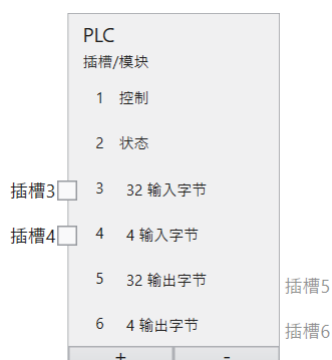 PLC
插槽/模块
1 控制
2 状态
插槽3 3 32 输入字节
插槽4 4 4 输入字节
5 32 输出字节 插槽5
6 4 输出字节 插槽6
+ -